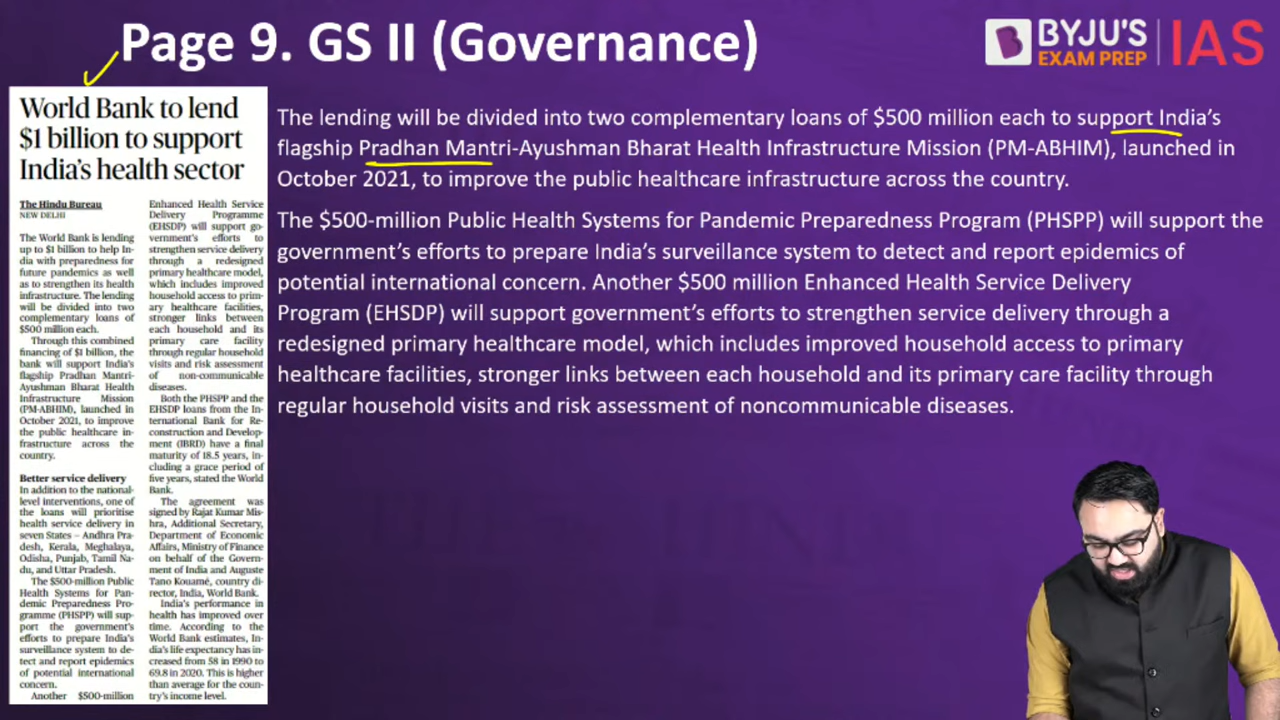 Page 9. GS II (Governance)
BYJU'S
EXAM PREP
IAS
World Bank to lend
$1 billion to support
India's health sector
The Hindu Bureau
NEW DELHI
The World Bank is lending
up to $1 billion to help In-
dia with preparedness for
future pandemics as well
as to strengthen its health
infrastructure. The lending
will be divided into two
complementary loans of
$500 million each.
Through this combined
financing of $1 billion, the
bank will support India's
flagship Pradhan Mantri-
Ayushman Bharat Health
Infrastructure Mission
(PM-ABHIM), launched in
October 2021, to improve
the public healthcare in-
frastructure across the
country.
Better service delivery
In addition to the national-
level interventions, one of
the loans will prioritise
health service delivery in
seven States – Andhra Pra-
desh, Kerala, Meghalaya,
Odisha, Punjab, Tamil Na-
du, and Uttar Pradesh.
The $500-million Public
Health Systems for Pan-
demic Preparedness Pro-
gramme (PHSPP) will sup-
port the government's
efforts to prepare India's
surveillance system to de-
tect and report epidemics
of potential international
concern.
Another $500-million
Enhanced Health Service
Delivery Programme
(EHSDP) will support go-
vernment's efforts to
strengthen service delivery
through a redesigned
primary healthcare model,
which includes improved
household access to prim-
ary healthcare facilities,
stronger links between
each household and its
primary care facility
through regular household
visits and risk assessment
of non-communicable
diseases.
Both the PHSPP and the
EHSDP loans from the In-
ternational Bank for Re-
construction and Develop-
ment (IBRD) have a final
maturity of 18.5 years, in-
cluding a grace period of
five years, stated the World
Bank.
The agreement was
signed by Rajat Kumar Mis-
hra, Additional Secretary,
Department of Economic
Affairs, Ministry of Finance
on behalf of the Govern-
ment of India and Auguste
Tano Kouamé, country di-
rector, India, World Bank.
India's performance in
health has improved over
time. According to the
World Bank estimates, In-
dia's life expectancy has in-
creased from 58 in 1990 to
69.8 in 2020. This is higher
than average for the coun-
try's income level.
The lending will be divided into two complementary loans of $500 million each to support India's
flagship Pradhan Mantri-Ayushman Bharat Health Infrastructure Mission (PM-ABHIM), launched in
October 2021, to improve the public healthcare infrastructure across the country.
The $500-million Public Health Systems for Pandemic Preparedness Program (PHSPP) will support the
government's efforts to prepare India's surveillance system to detect and report epidemics of
potential international concern. Another $500 million Enhanced Health Service Delivery
Program (EHSDP) will support government's efforts to strengthen service delivery through a
redesigned primary healthcare model, which includes improved household access to primary
healthcare facilities, stronger links between each household and its primary care facility through
regular household visits and risk assessment of noncommunicable diseases.